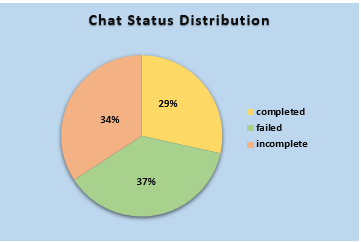 Chat Status Distribution
29%
34%
37%
completed
failed
incomplete